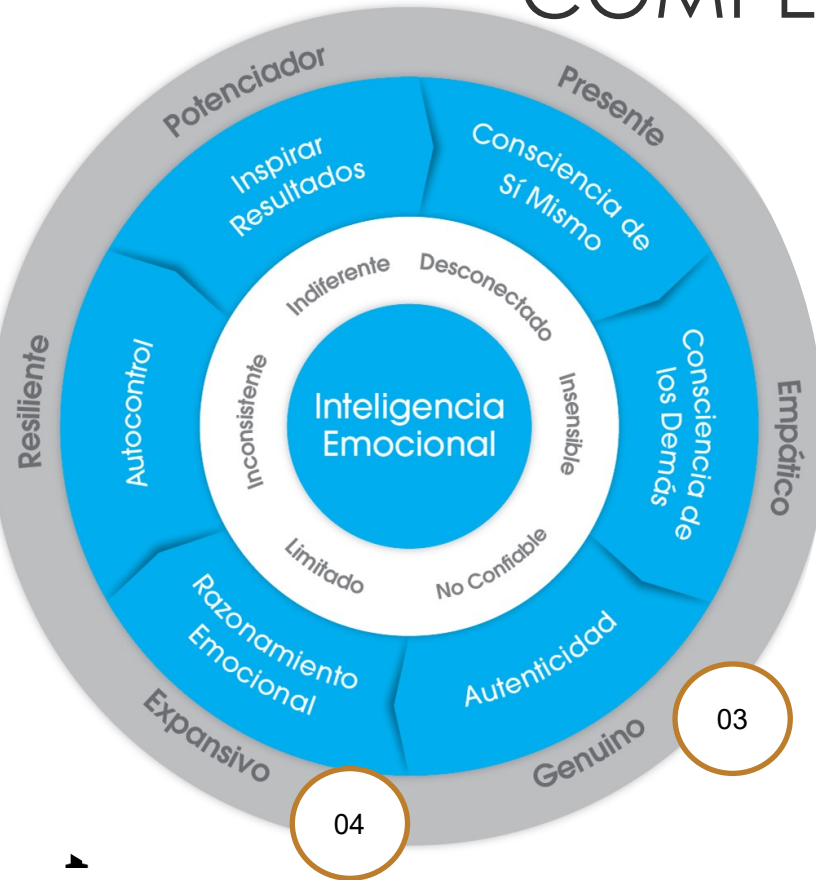 COMPE
Potenciador
Presente
Empático
Genuino
Expansivo
Resiliente
Inspirar
Resultados
Consciencia de
Sí Mismo
Consciencia de
los Demás
Autenticidad
Razonamiento
Emocional
Autocontrol
Indiferente
Desconectado
Insensible
No Confiable
Limitado
Inconsistente
Inteligencia
Emocional
03
04